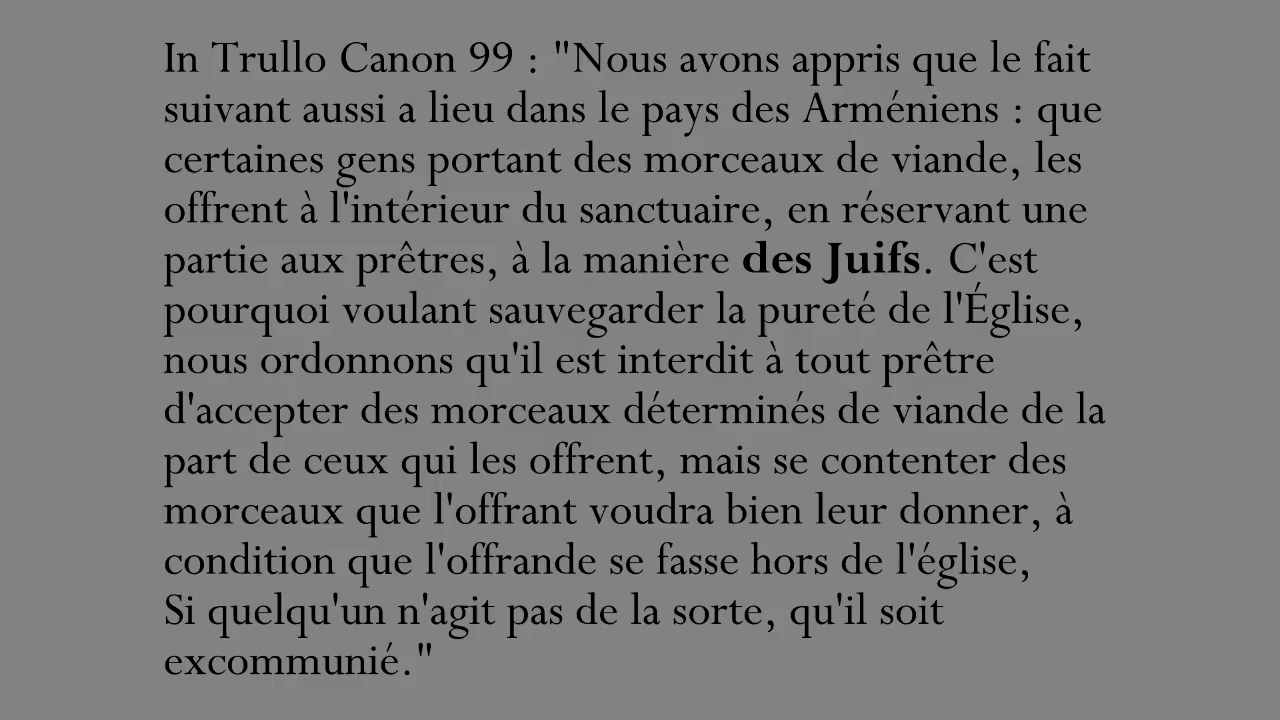 In Trullo Canon 99 : "Nous avons appris que le fait
suivant aussi a lieu dans le pays des Arméniens : que
certaines gens portant des morceaux de viande, les
offrent à l'intérieur du sanctuaire, en réservant une
partie aux prêtres, à la manière des Juifs. C'est
pourquoi voulant sauvegarder la pureté de l'Église,
nous ordonnons qu'il est interdit à tout prêtre
d'accepter des morceaux déterminés de viande de la
part de ceux qui les offrent, mais se contenter des
morceaux que l'offrant voudra bien leur donner, à
condition que l'offrande se fasse hors de l'église,
Si quelqu'un n'agit pas de la sorte, qu'il soit
excommunié."